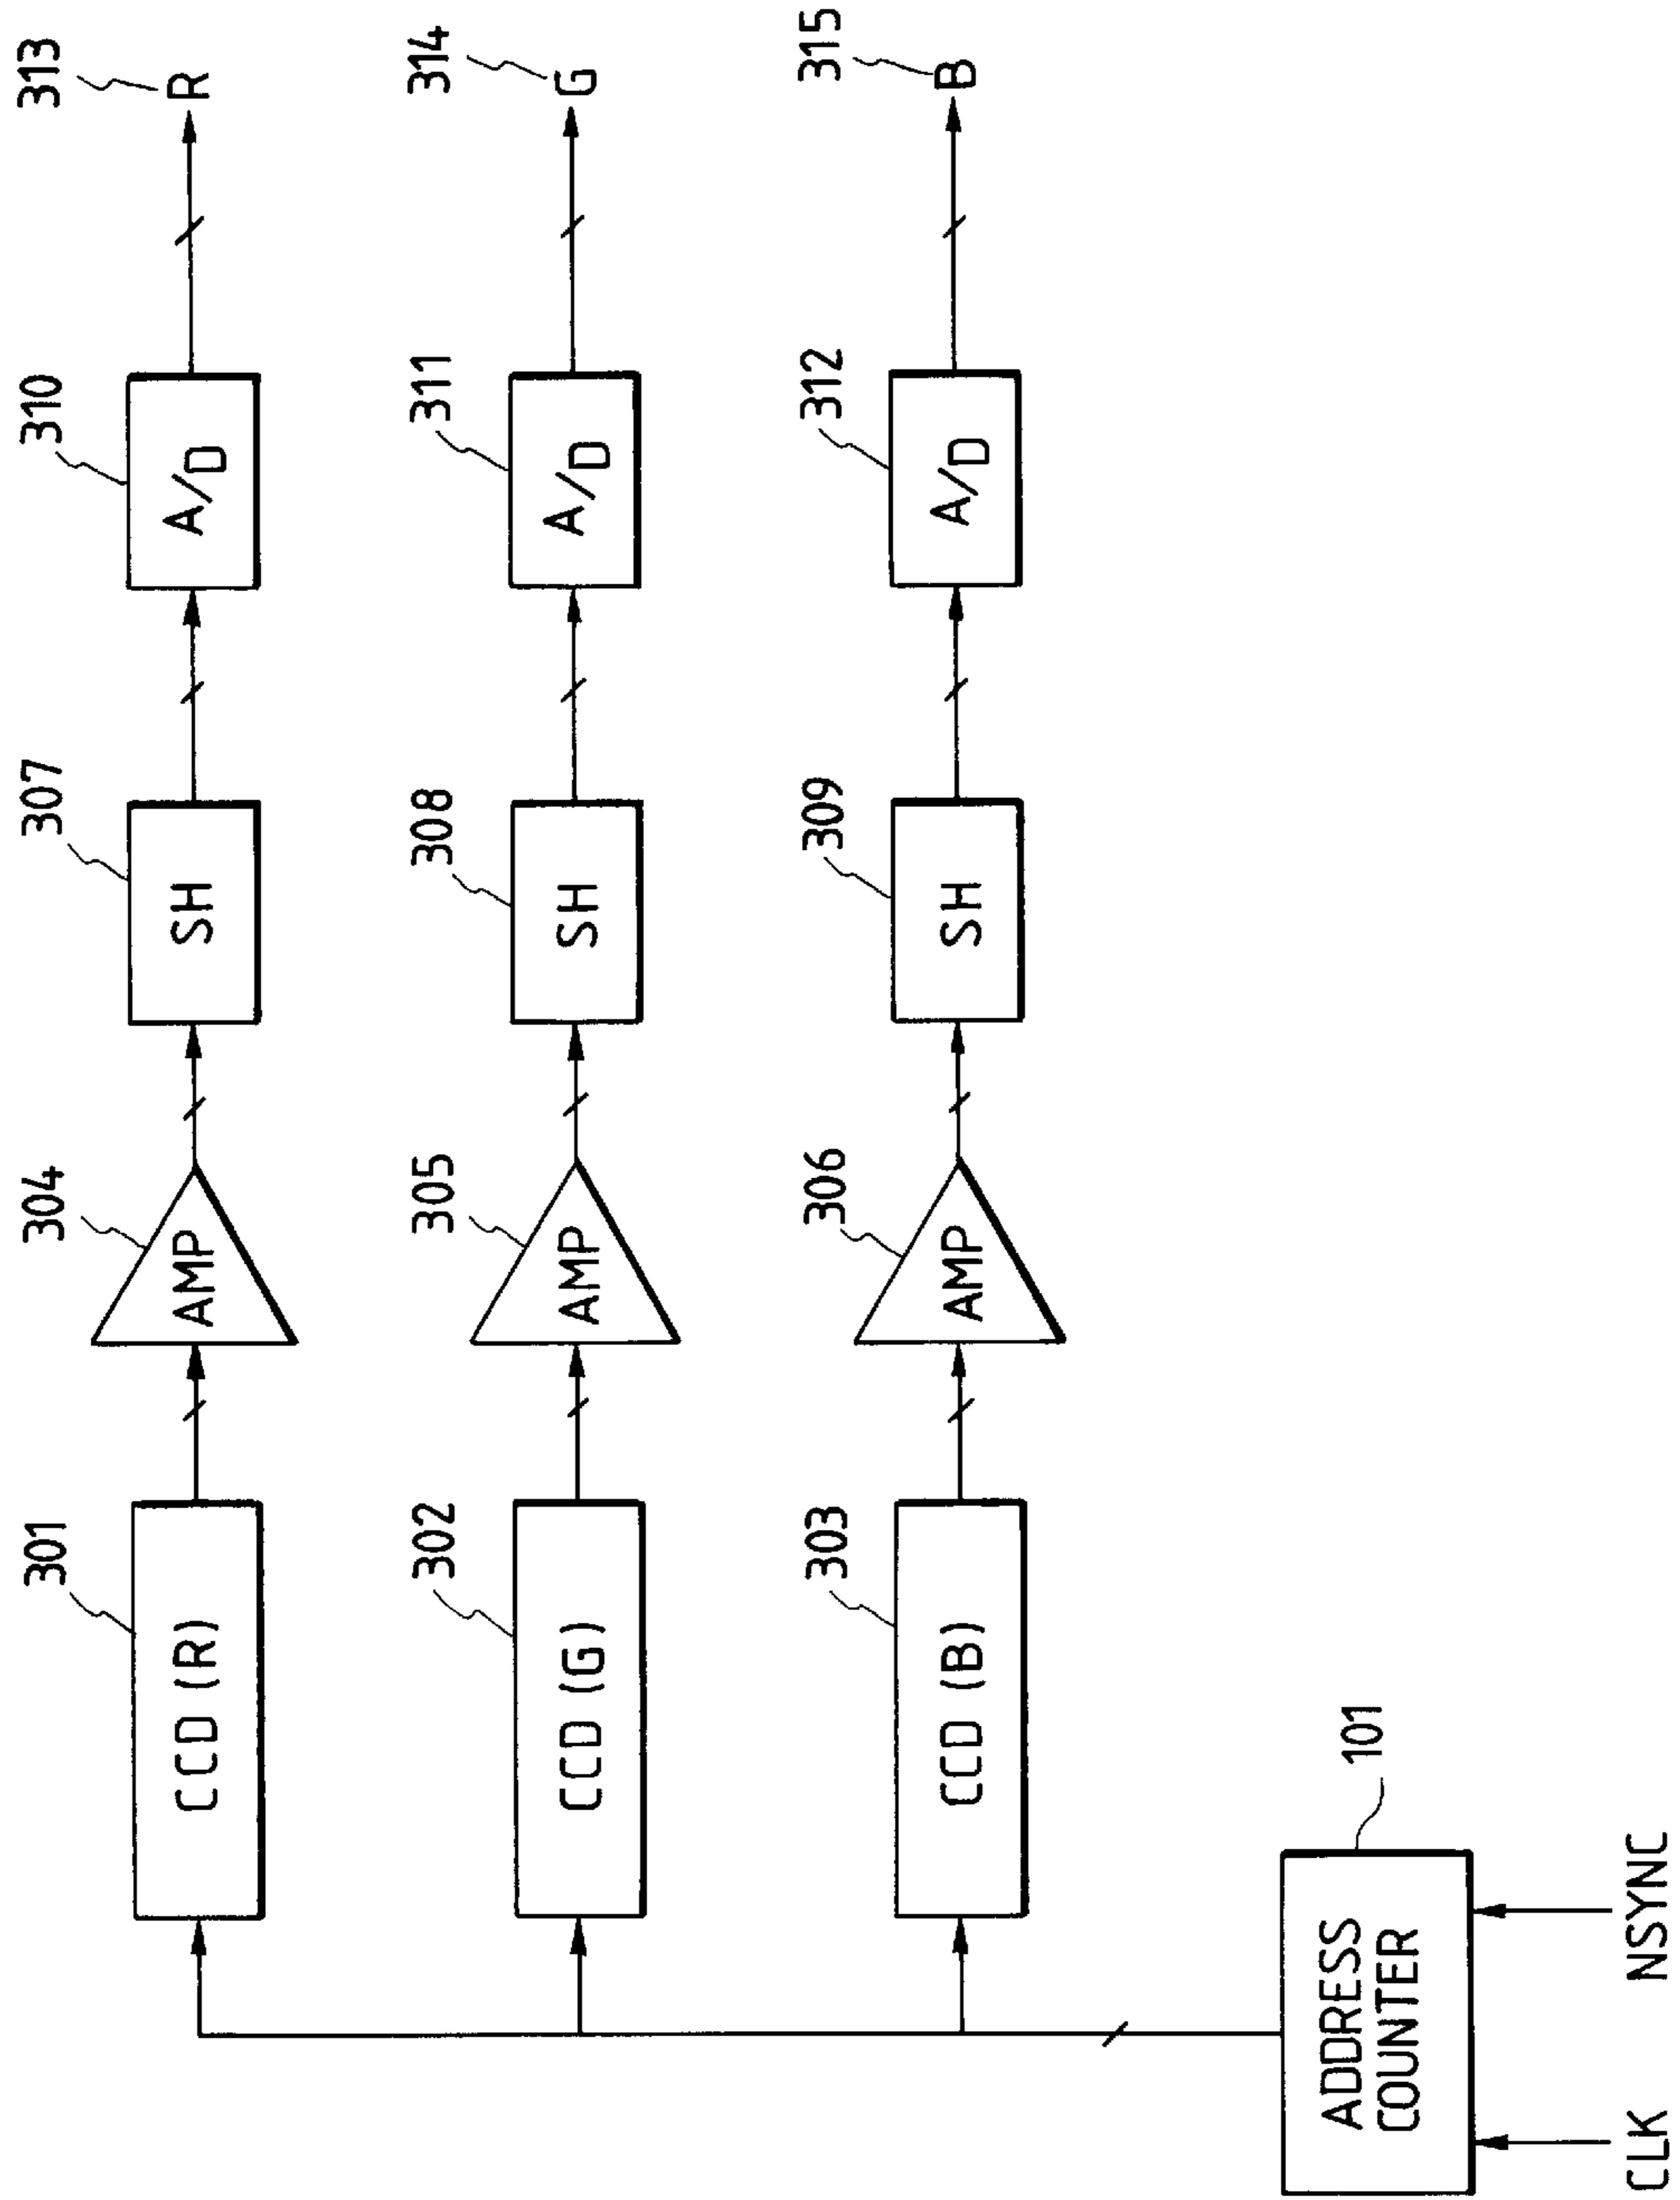 301
304
307
310
313
CCD (R)
AMP
SH
A/D
R
302
305
308
311
314
CCD (G)
AMP
SH
A/D
G
303
306
309
312
315
CCD (B)
AMP
SH
A/D
B
101
ADDRESS
COUNTER
CLK
NSYNC